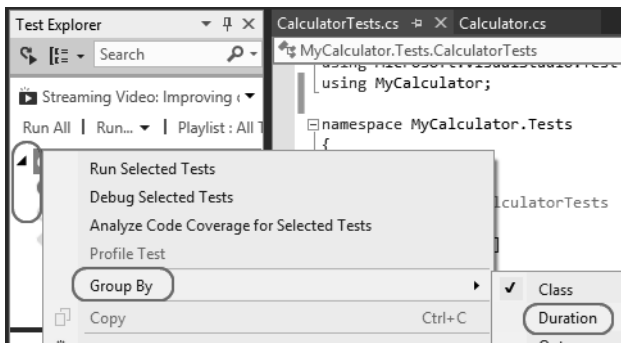 Test Explorer
CalculatorTests.cs
Calculator.cs
Search
MyCalculator.Tests.CalculatorTests
using MyCalculator;
Streaming Video: Improving
Run All | Run... | Playlist : All
namespace MyCalculator.Tests
{
Run Selected Tests
Debug Selected Tests
lculatorTests
Analyze Code Coverage for Selected Tests
]
Profile Test
Group By
Class
Copy Ctrl+C
Duration